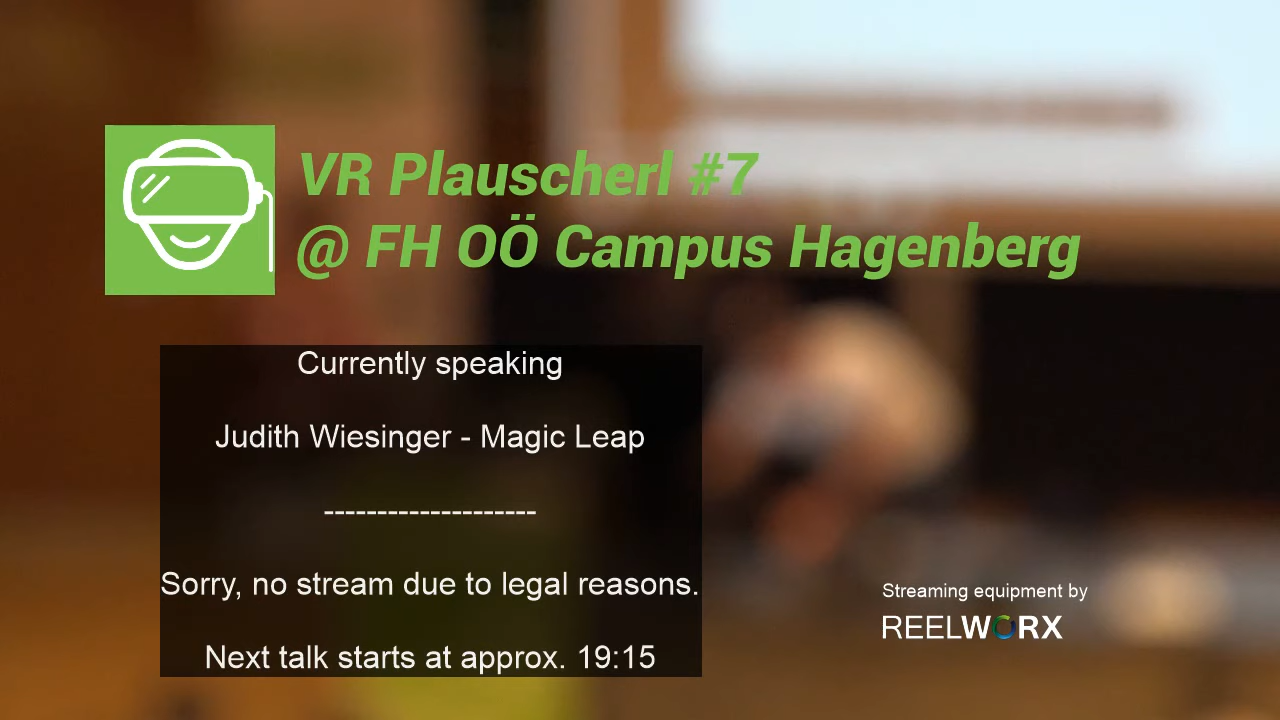 VR Plauscherl #7
@ FH OÖ Campus Hagenberg
Currently speaking
Judith Wiesinger - Magic Leap
--------------------
Sorry, no stream due to legal reasons.
Next talk starts at approx. 19:15
Streaming equipment by
REELWORX